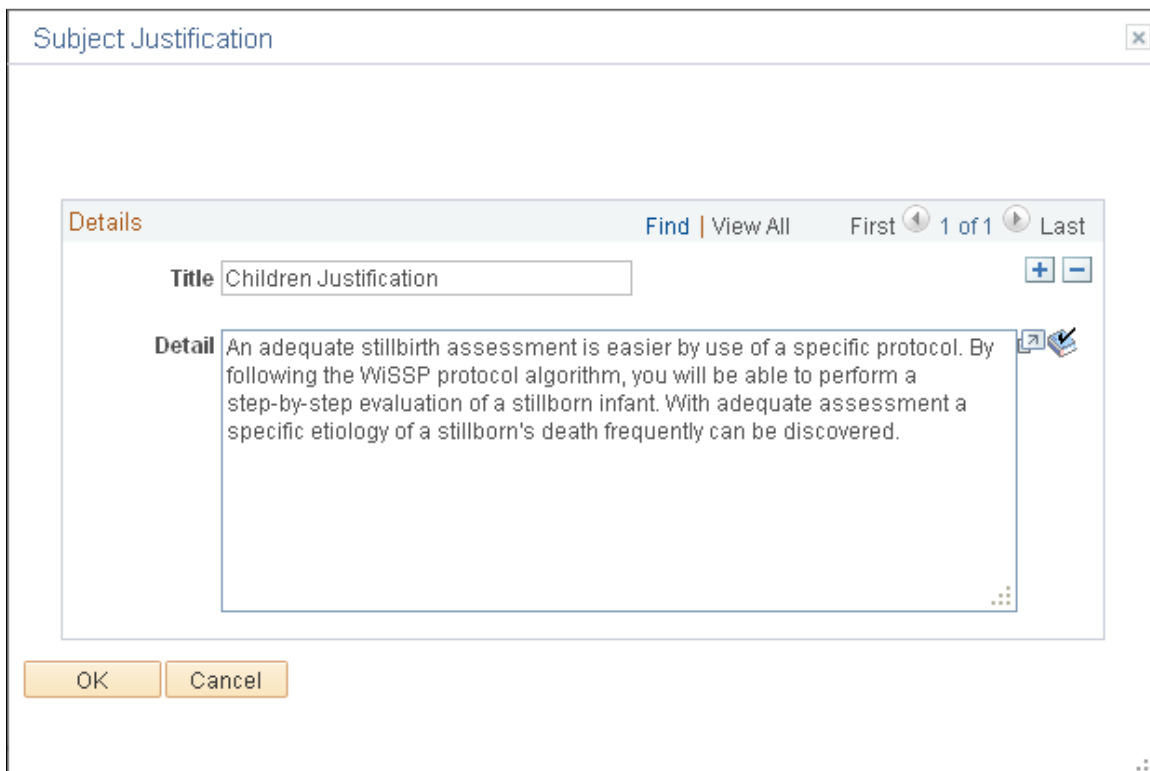 Subject Justification
Details
Find | View All First 1 of 1 Last
Title Children Justification
Detail An adequate stillbirth assessment is easier by use of a specific protocol. By
following the WiSSP protocol algorithm, you will be able to perform a
step-by-step evaluation of a stillborn infant. With adequate assessment a
specific etiology of a stillborn's death frequently can be discovered.
OK Cancel